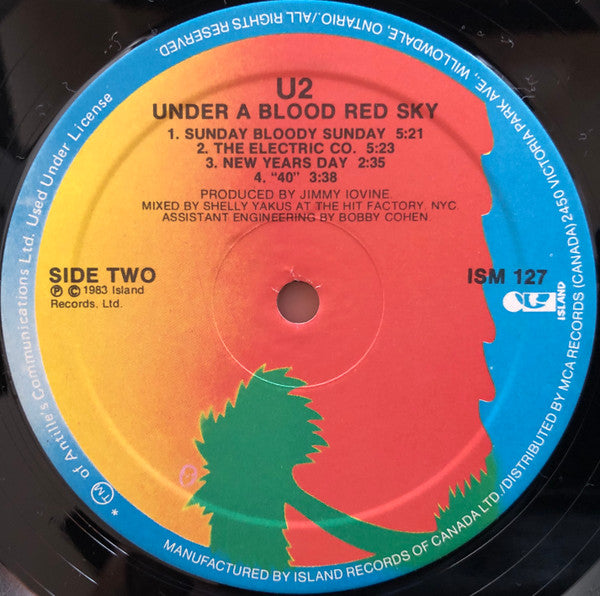 U2
UNDER A BLOOD RED SKY
1. SUNDAY BLOODY SUNDAY 5:21
2. THE ELECTRIC CO. 5:23
3. NEW YEARS DAY 2:35
4. “40” 3:38
PRODUCED BY JIMMY IOVINE.
MIXED BY SHELLY YAKUS AT THE HIT FACTORY, NYC.
ASSISTANT ENGINEERING BY BOBBY COHEN
SIDE TWO
℗ © 1983 Island
Records, Ltd.
ISM 127
ISLAND
* ™ of Antilles Communications Ltd. Used Under License
MANUFACTURED BY ISLAND RECORDS OF CANADA LTD./DISTRIBUTED BY MCA RECORDS (CANADA) 2450 VICTORIA PARK AVE., WILLOWDALE, ONTARIO./ALL RIGHTS RESERVED.